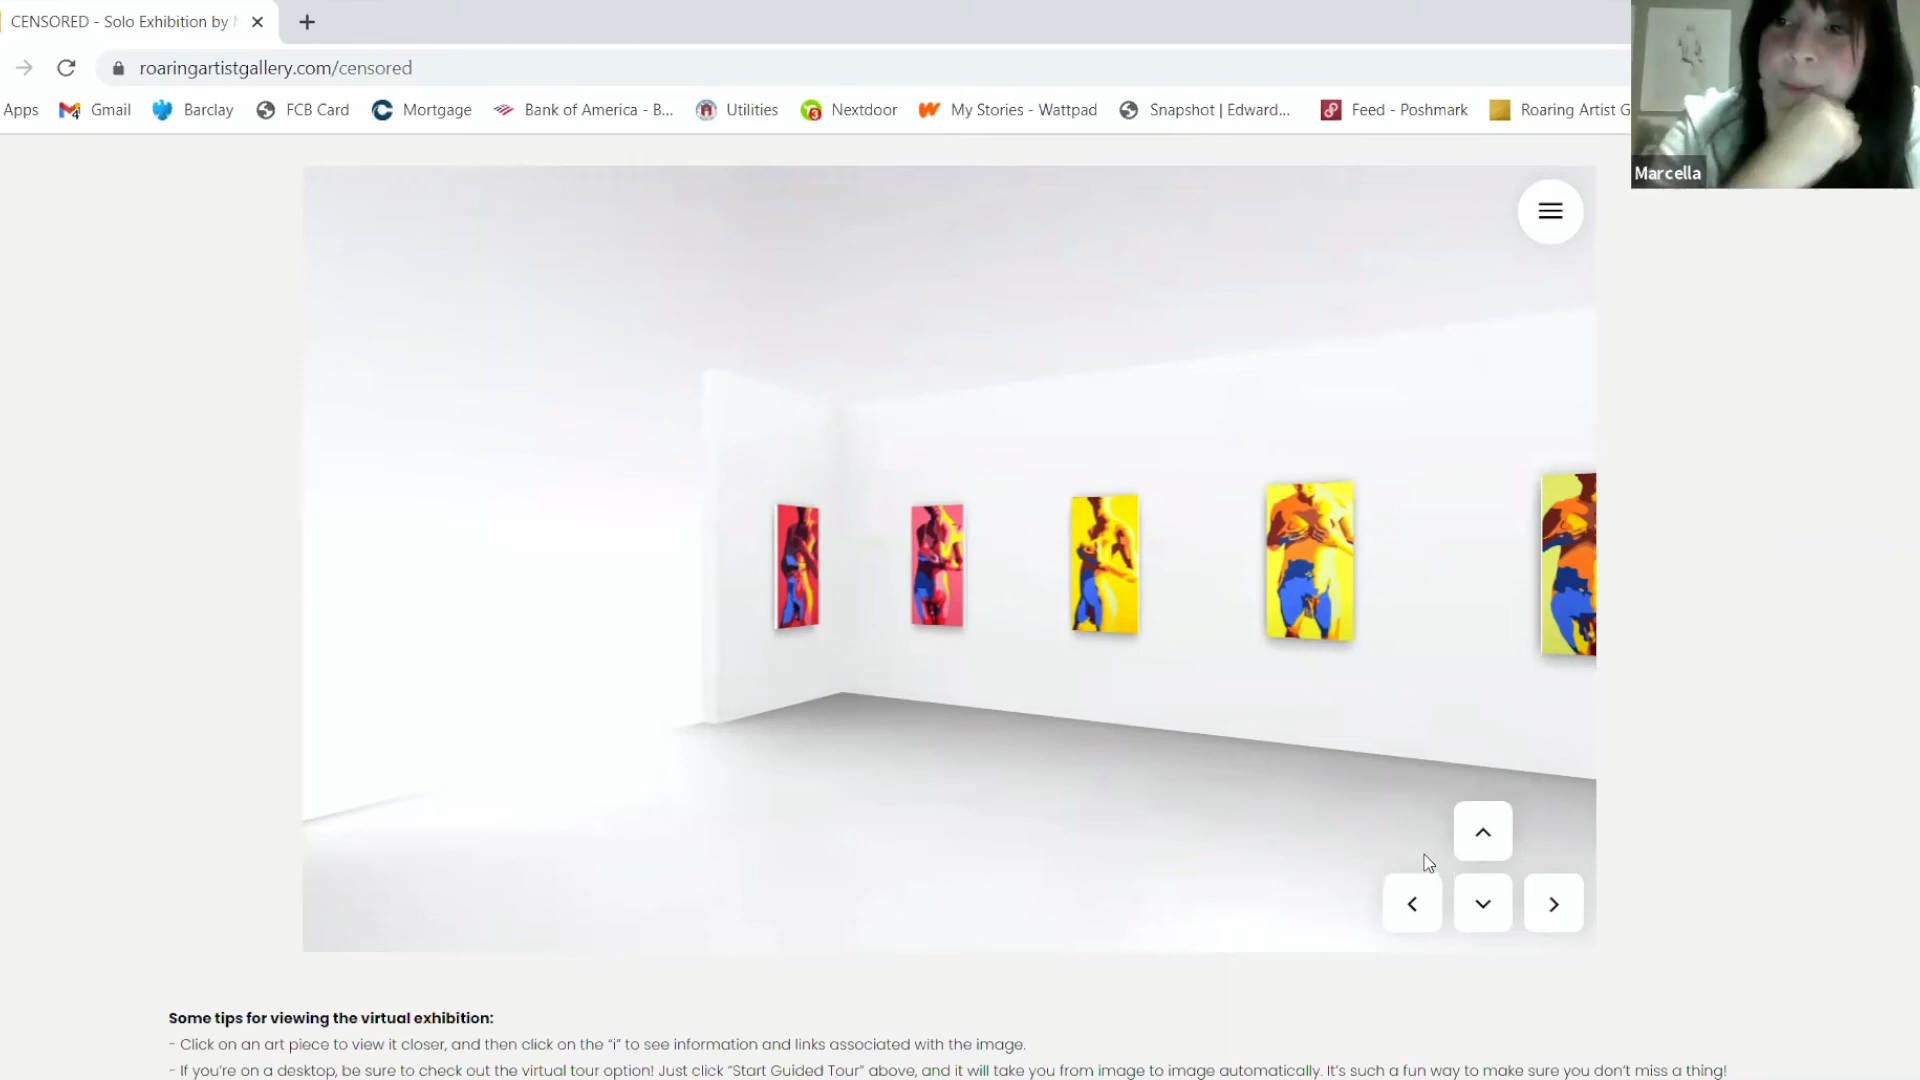 CENSORED - Solo Exhibition by
roaringartistgallery.com/censored
Apps Gmail Barclay FCB Card Mortgage Bank of America - B... Utilities Nextdoor My Stories - Wattpad Snapshot | Edward... Feed - Poshmark Roaring Artist G
Marcella
Some tips for viewing the virtual exhibition:
- Click on an art piece to view it closer, and then click on the “i” to see information and links associated with the image.
- If you’re on a desktop, be sure to check out the virtual tour option! Just click “Start Guided Tour” above, and it will take you from image to image automatically. It’s such a fun way to make sure you don’t miss a thing!